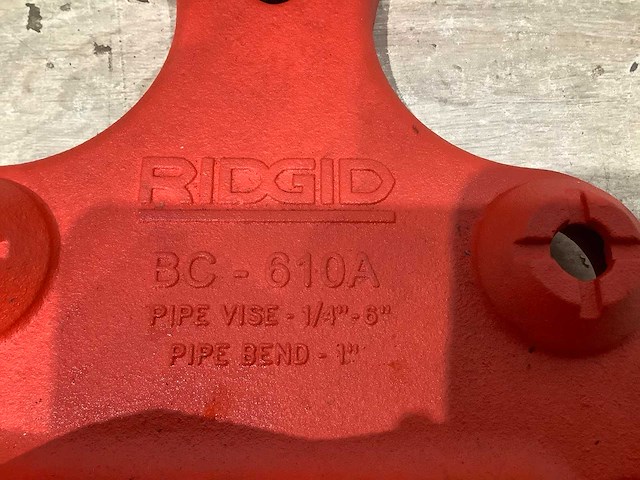 RIDGID
BC - 610A
PIPE VISE - 1/4"-6"
PIPE BEND - 1"